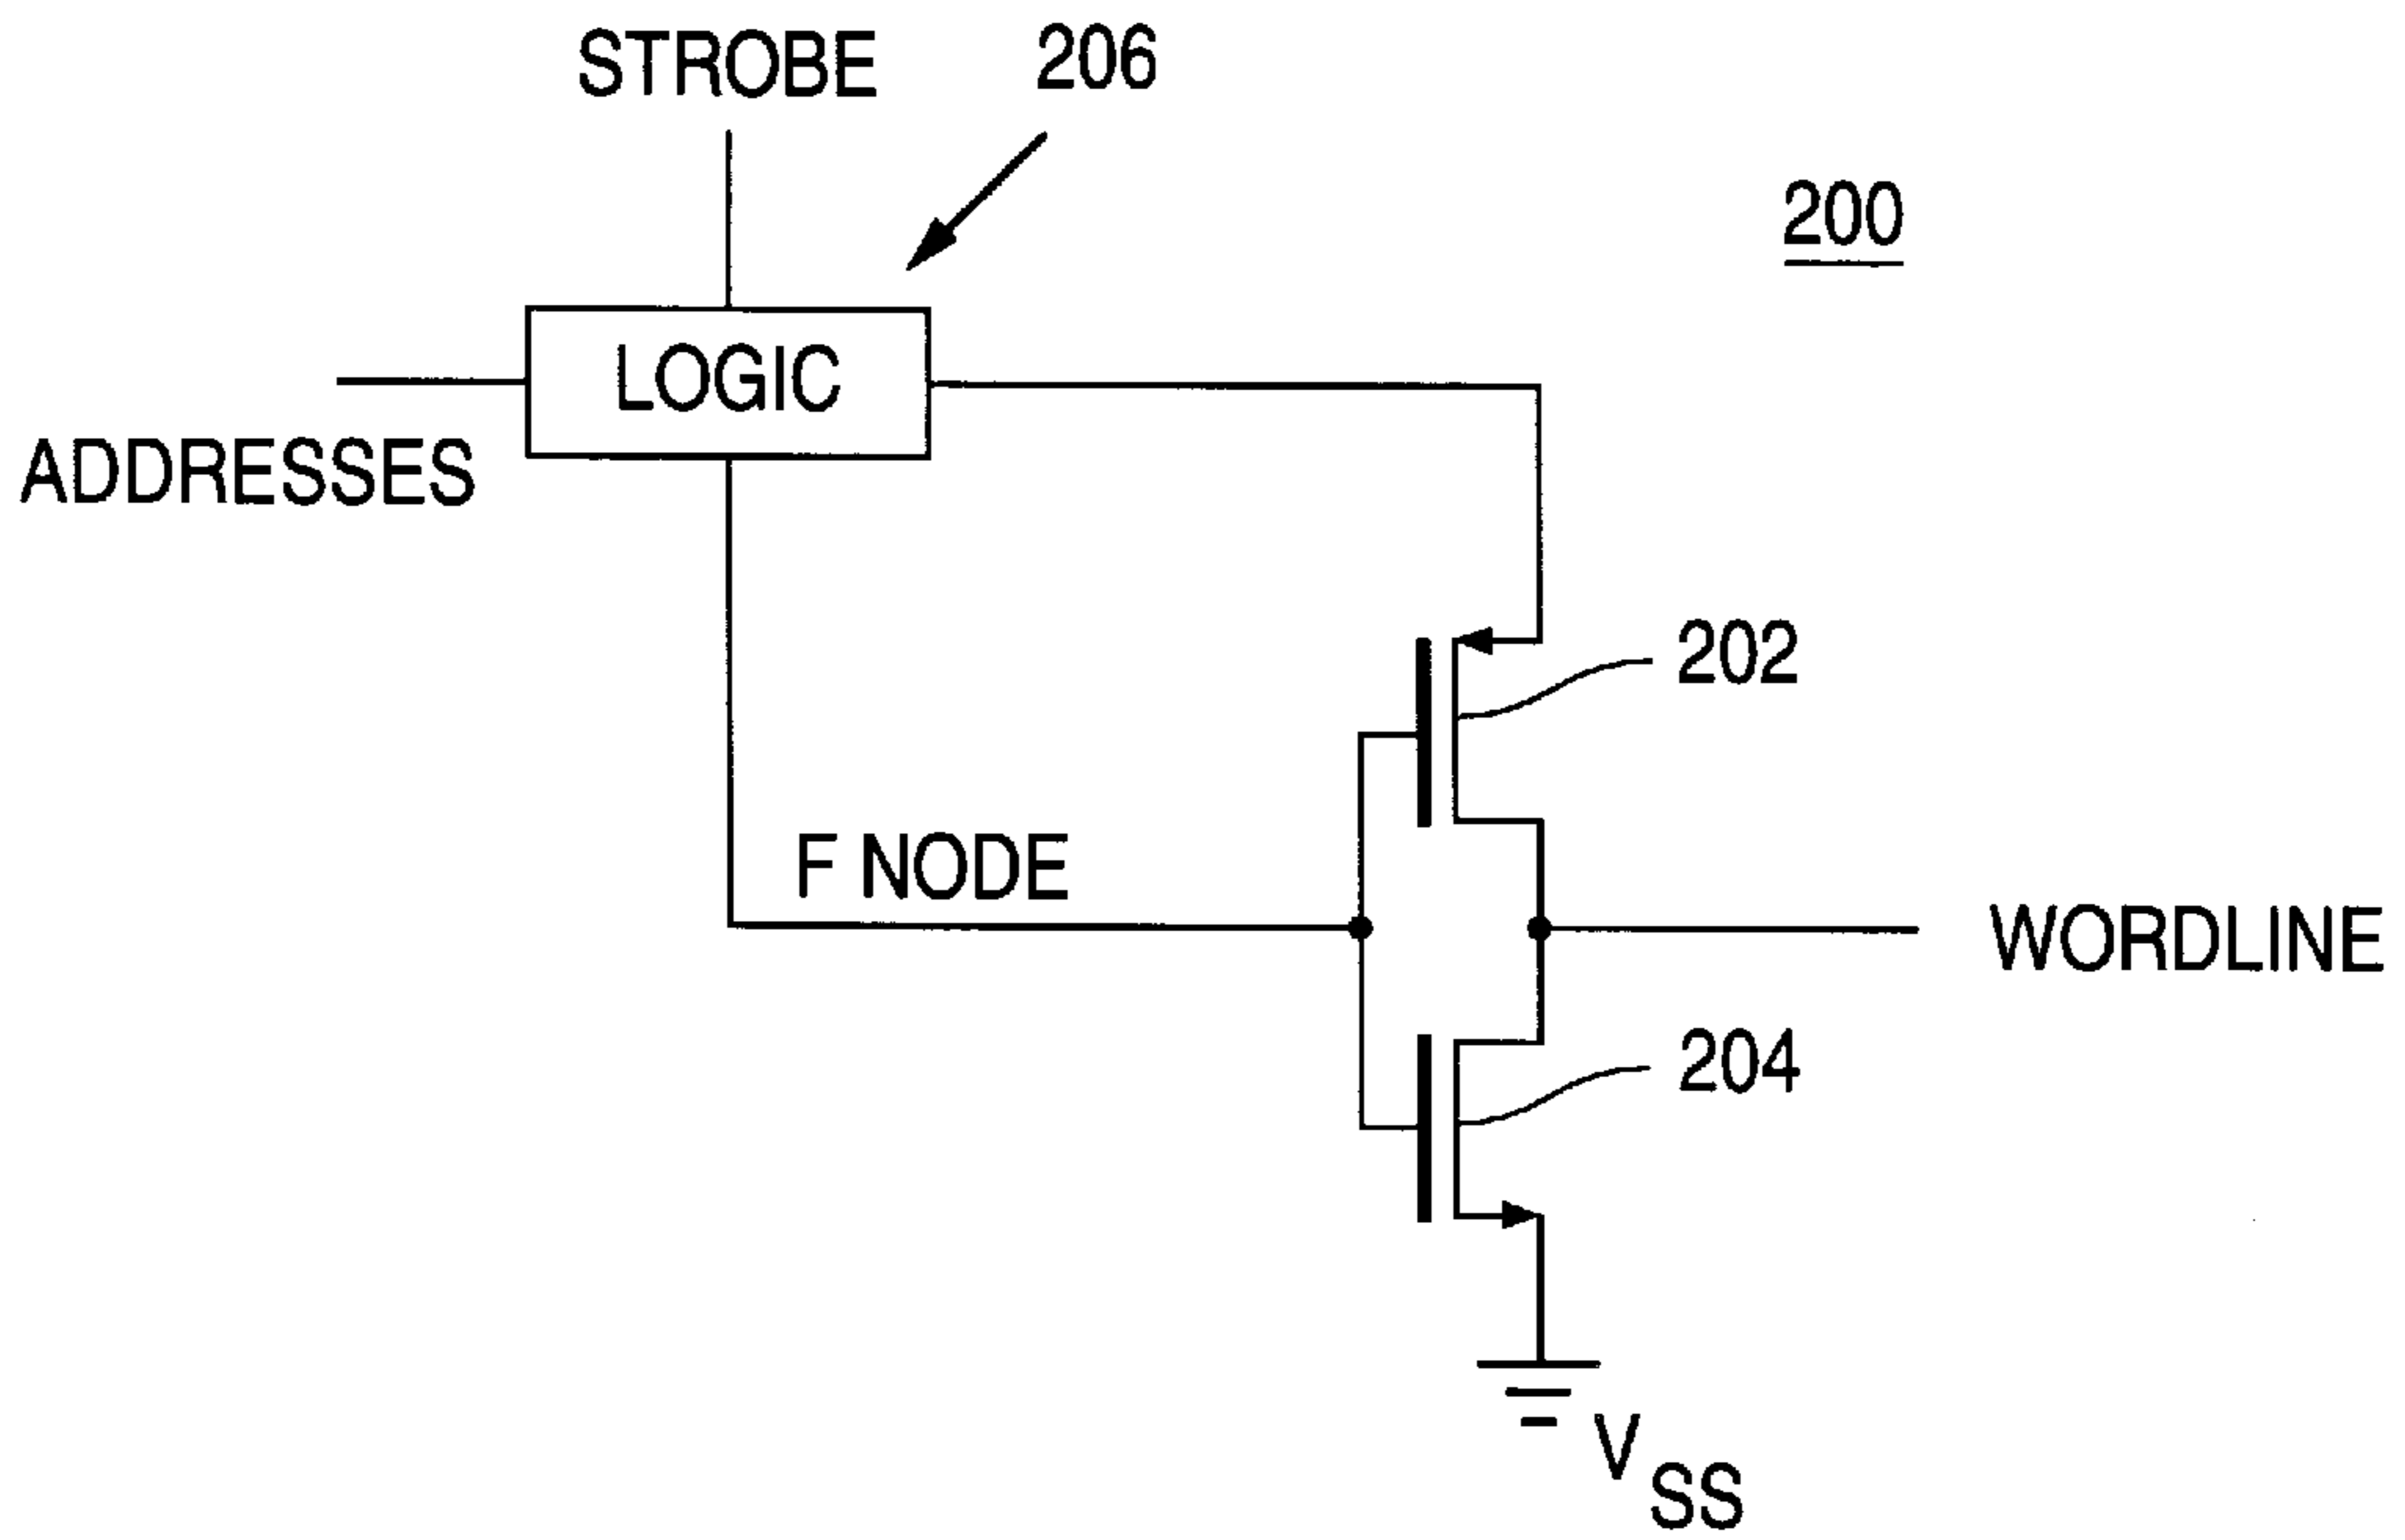 STROBE
206
200
LOGIC
ADDRESSES
202
F NODE
WORDLINE
204
VSS